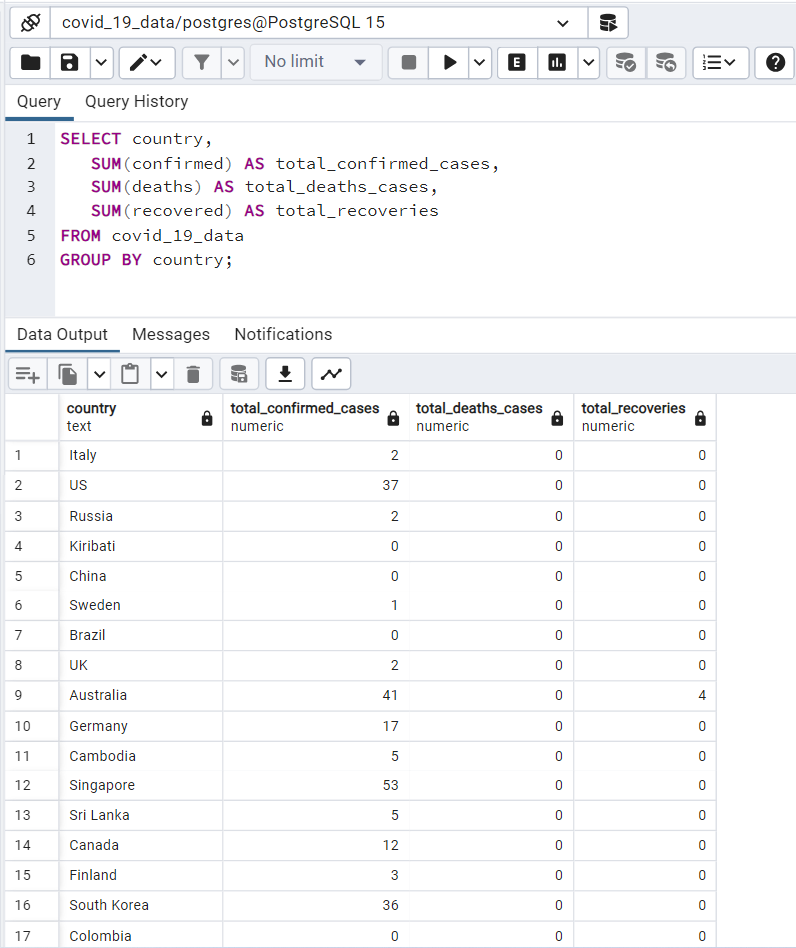 covid_19_data/postgres@PostgreSQL 15
No limit
E
Query Query History
1 SELECT country,
2 SUM(confirmed) AS total_confirmed_cases,
3 SUM(deaths) AS total_deaths_cases,
4 SUM(recovered) AS total_recoveries
5 FROM covid_19_data
6 GROUP BY country;
Data Output Messages Notifications
country total_confirmed_cases total_deaths_cases total_recoveries
text numeric numeric numeric
1 Italy 2 0 0
2 US 37 0 0
3 Russia 2 0 0
4 Kiribati 0 0 0
5 China 0 0 0
6 Sweden 1 0 0
7 Brazil 0 0 0
8 UK 2 0 0
9 Australia 41 0 4
10 Germany 17 0 0
11 Cambodia 5 0 0
12 Singapore 53 0 0
13 Sri Lanka 5 0 0
14 Canada 12 0 0
15 Finland 3 0 0
16 South Korea 36 0 0
17 Colombia 0 0 0